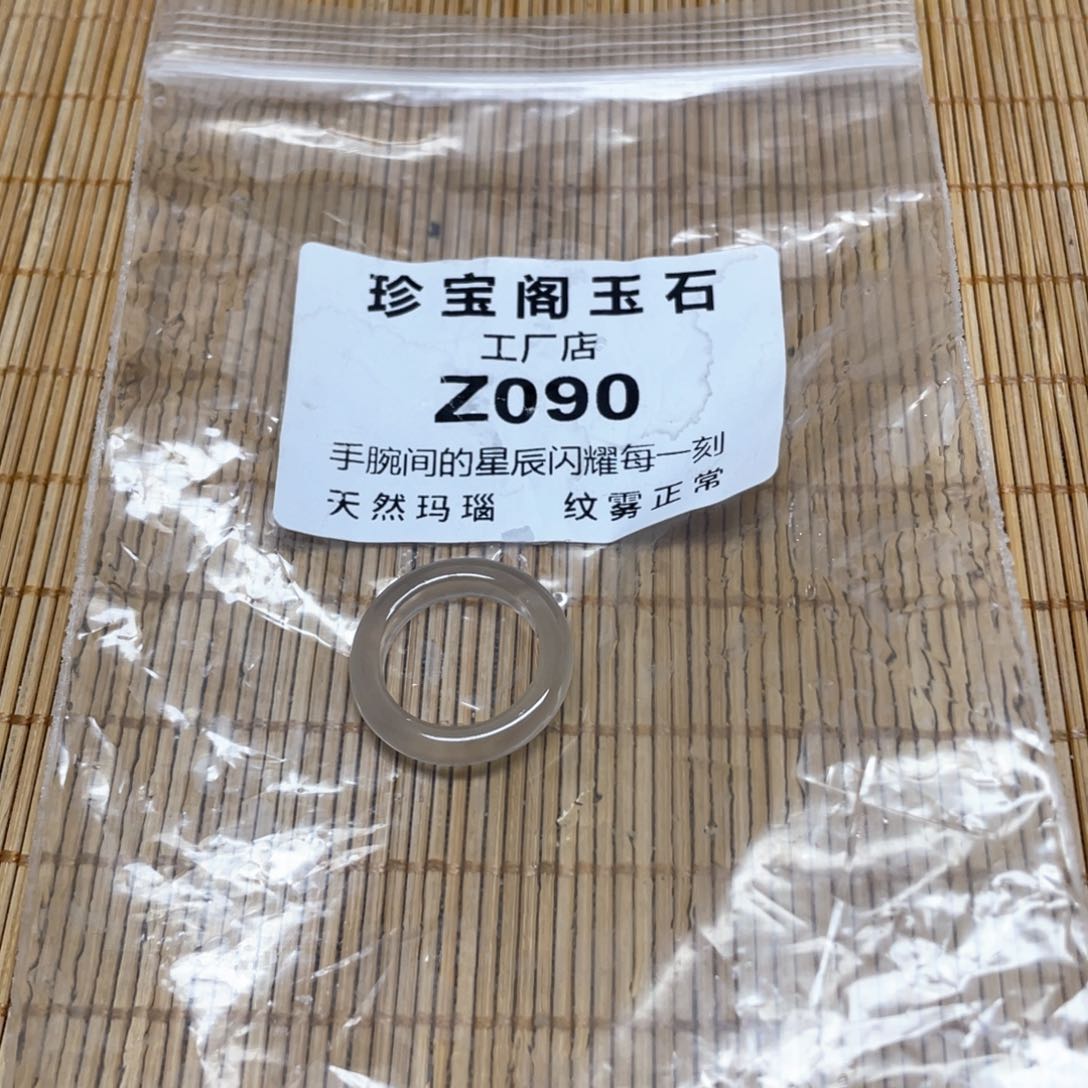 珍宝阁玉石
工厂店
Z090
手腕间的星辰闪耀每一刻
天然玛瑙 纹雾正常